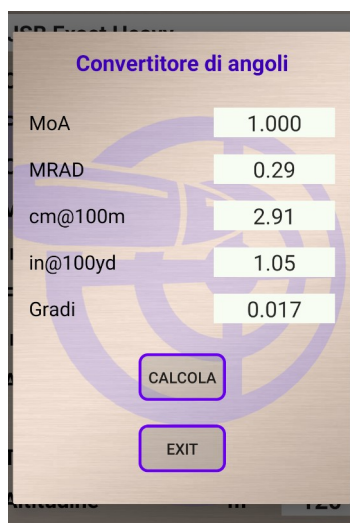 Convertitore di angoli
MoA 1.000
MRAD 0.29
cm@100m 2.91
in@100yd 1.05
Gradi 0.017
CALCOLA
EXIT